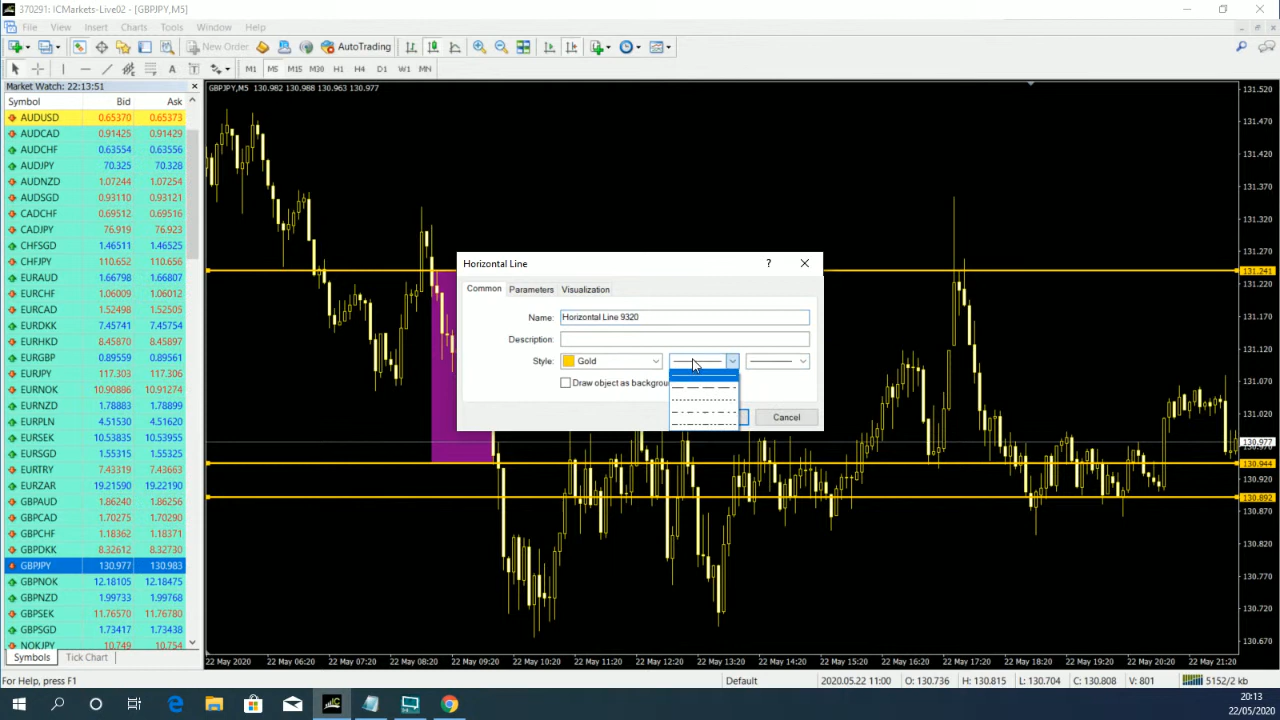 370291: ICMarkets-Live02 - [GBPJPY,M5]
File View Insert Charts Tools Window Help
New Order AutoTrading
A T M1 M5 M15 M30 H1 H4 D1 W1 MN
Market Watch: 22:13:51
Symbol Bid Ask
AUDUSD 0.65370 0.65373
AUDCAD 0.91425 0.91429
AUDCHF 0.63554 0.63556
AUDJPY 70.325 70.328
AUDNZD 1.07244 1.07254
AUDSGD 0.93110 0.93121
CADCHF 0.69512 0.69516
CADJPY 76.919 76.923
CHFSGD 1.46511 1.46525
CHFJPY 110.652 110.656
EURAUD 1.66798 1.66807
EURCHF 1.06009 1.06012
EURCAD 1.52498 1.52505
EURDKK 7.45741 7.45754
EURHKD 8.45870 8.45897
EURGBP 0.89559 0.89561
EURJPY 117.303 117.306
EURNOK 10.90886 10.91249
EURNZD 1.78883 1.78899
EURPLN 4.51530 4.51620
EURSEK 10.53835 10.53955
EURSGD 1.55315 1.55325
EURTRY 7.43319 7.43663
EURZAR 19.21590 19.22190
GBPAUD 1.86240 1.86256
GBPCAD 1.70275 1.70290
GBPCHF 1.18362 1.18371
GBPDKK 8.32612 8.32730
GBPJPY 130.977 130.983
GBPNOK 12.18105 12.18475
GBPNZD 1.99733 1.99768
GBPSEK 11.76570 11.76780
GBPSGD 1.73417 1.73438
NOKJPY 10.749 10.754
Symbols Tick Chart
GBPJPY,M5 130.982 130.988 130.963 130.977
Horizontal Line ?
Common Parameters Visualization
Name: Horizontal Line 9320
Description:
Style: Gold
Draw object as backgrou
Cancel
131.520
131.470
131.420
131.370
131.320
131.270
131.241
131.220
131.170
131.120
131.070
131.020
130.977
130.944
130.920
130.892
130.870
130.820
130.770
130.720
130.670
22 May 2020 22 May 06:20 22 May 07:20 22 May 08:20 22 May 09:20 22 May 10:20 22 May 11:20 22 May 12:20 22 May 13:20 22 May 14:20 22 May 15:20 22 May 16:20 22 May 17:20 22 May 18:20 22 May 19:20 22 May 20:20 22 May 21:20
For Help, press F1 Default 2020.05.22 11:00 O: 130.736 H: 130.815 L: 130.704 C: 130.808 V: 801 5152/2 kb
20:13
22/05/2020